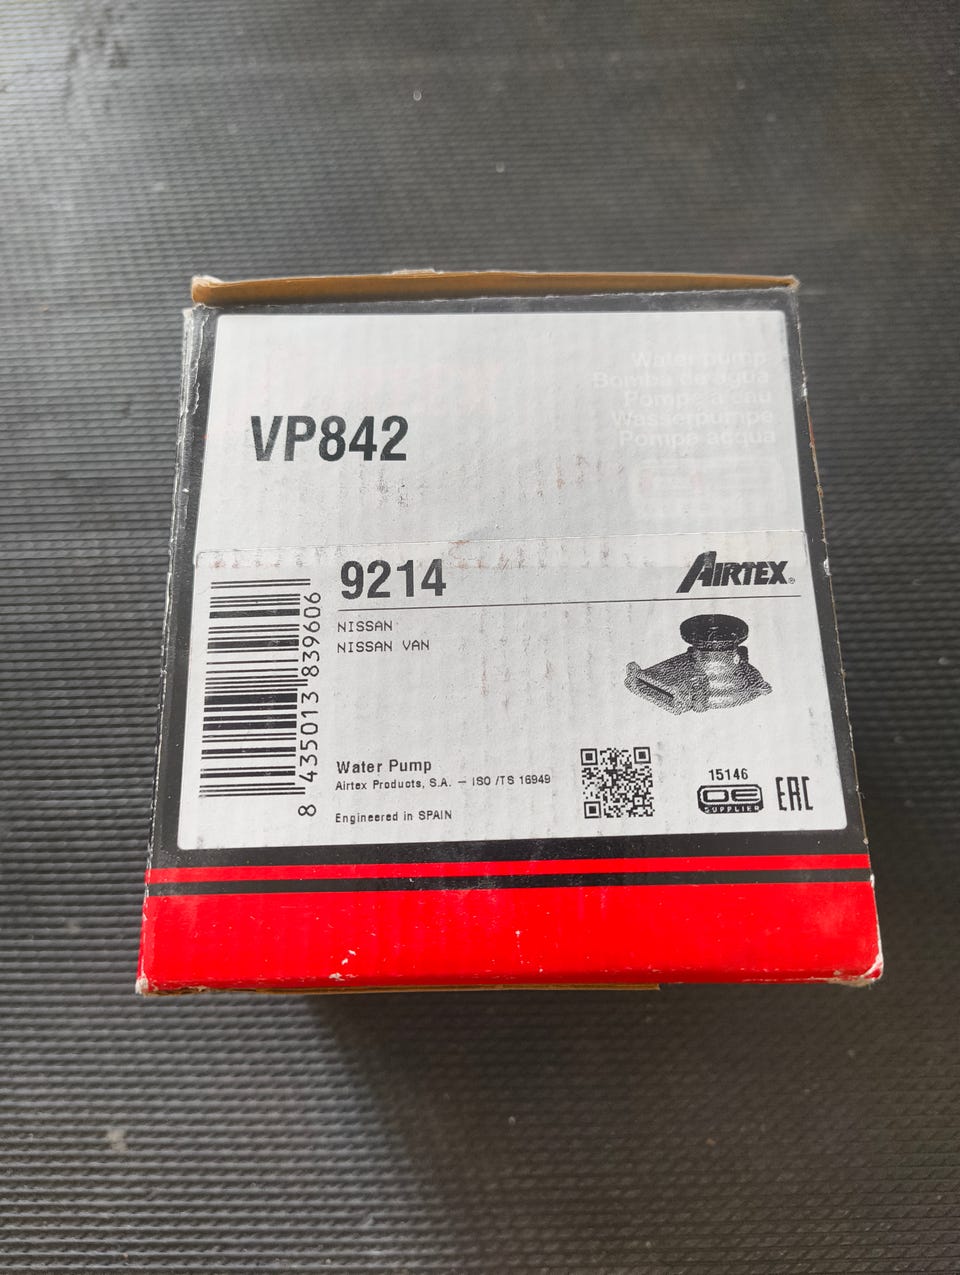 Water pump
Bomba de agua
Pompe à eau
Wasserpumpe
Pompa acqua
VP842
9214
AIRTEX®
NISSAN
NISSAN VAN
8 435013 839606
Water Pump
Airtex Products, S.A. — ISO /TS 16949
Engineered in SPAIN
15146
OE
SUPPLIER
EAC